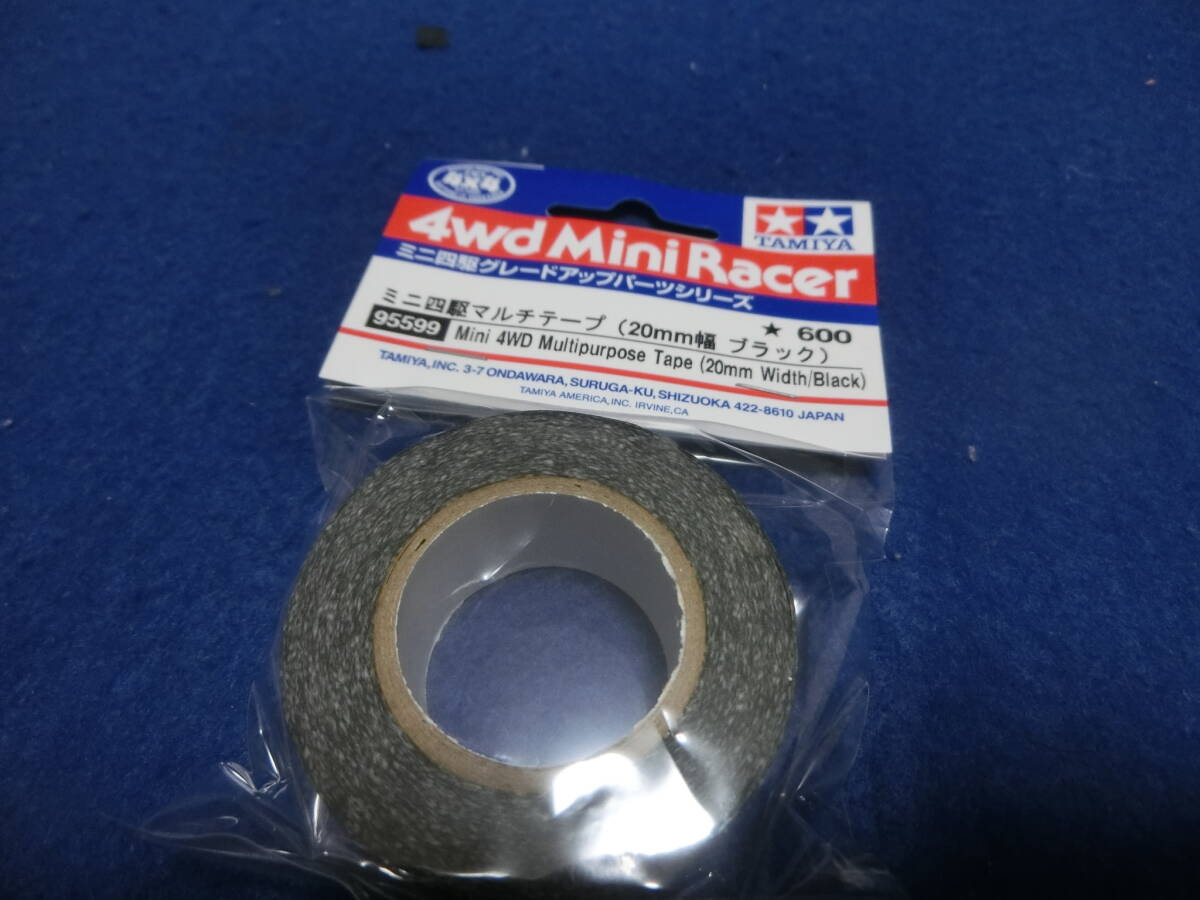 4x4
TAMIYA
4wd Mini Racer
ミニ四駆グレードアップパーツシリーズ
ミニ四駆マルチテープ（20mm幅 ブラック） ★ 600
95599 Mini 4WD Multipurpose Tape (20mm Width/Black)
TAMIYA, INC. 3-7 ONDAWARA, SURUGA-KU, SHIZUOKA 422-8610 JAPAN
TAMIYA AMERICA, INC. IRVINE, CA